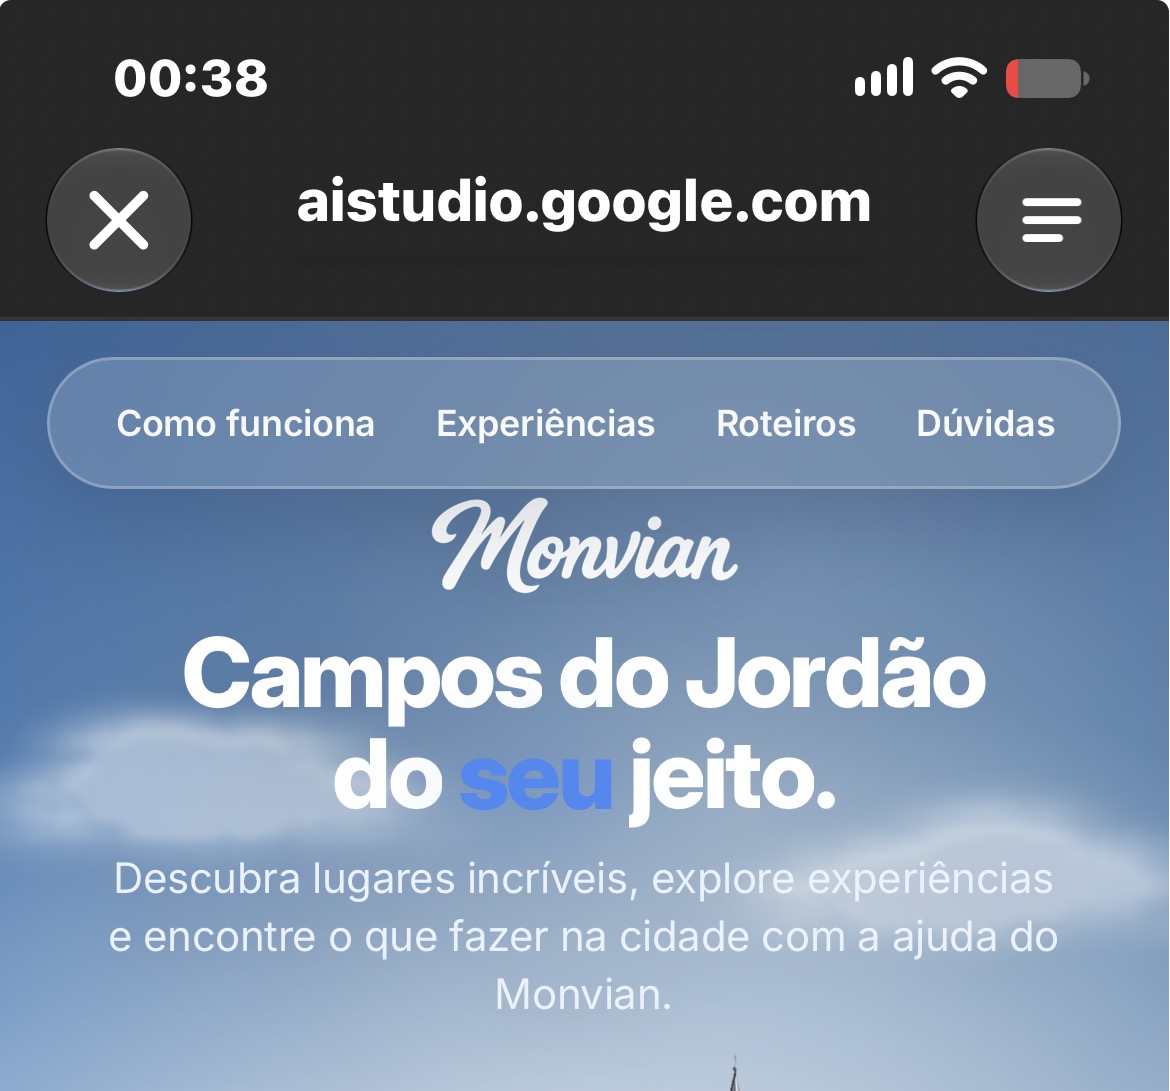 00:38
aistudio.google.com
Como funciona Experiências Roteiros Dúvidas
Monvian
Campos do Jordão
do seu jeito.
Descubra lugares incríveis, explore experiências
e encontre o que fazer na cidade com a ajuda do
Monvian.